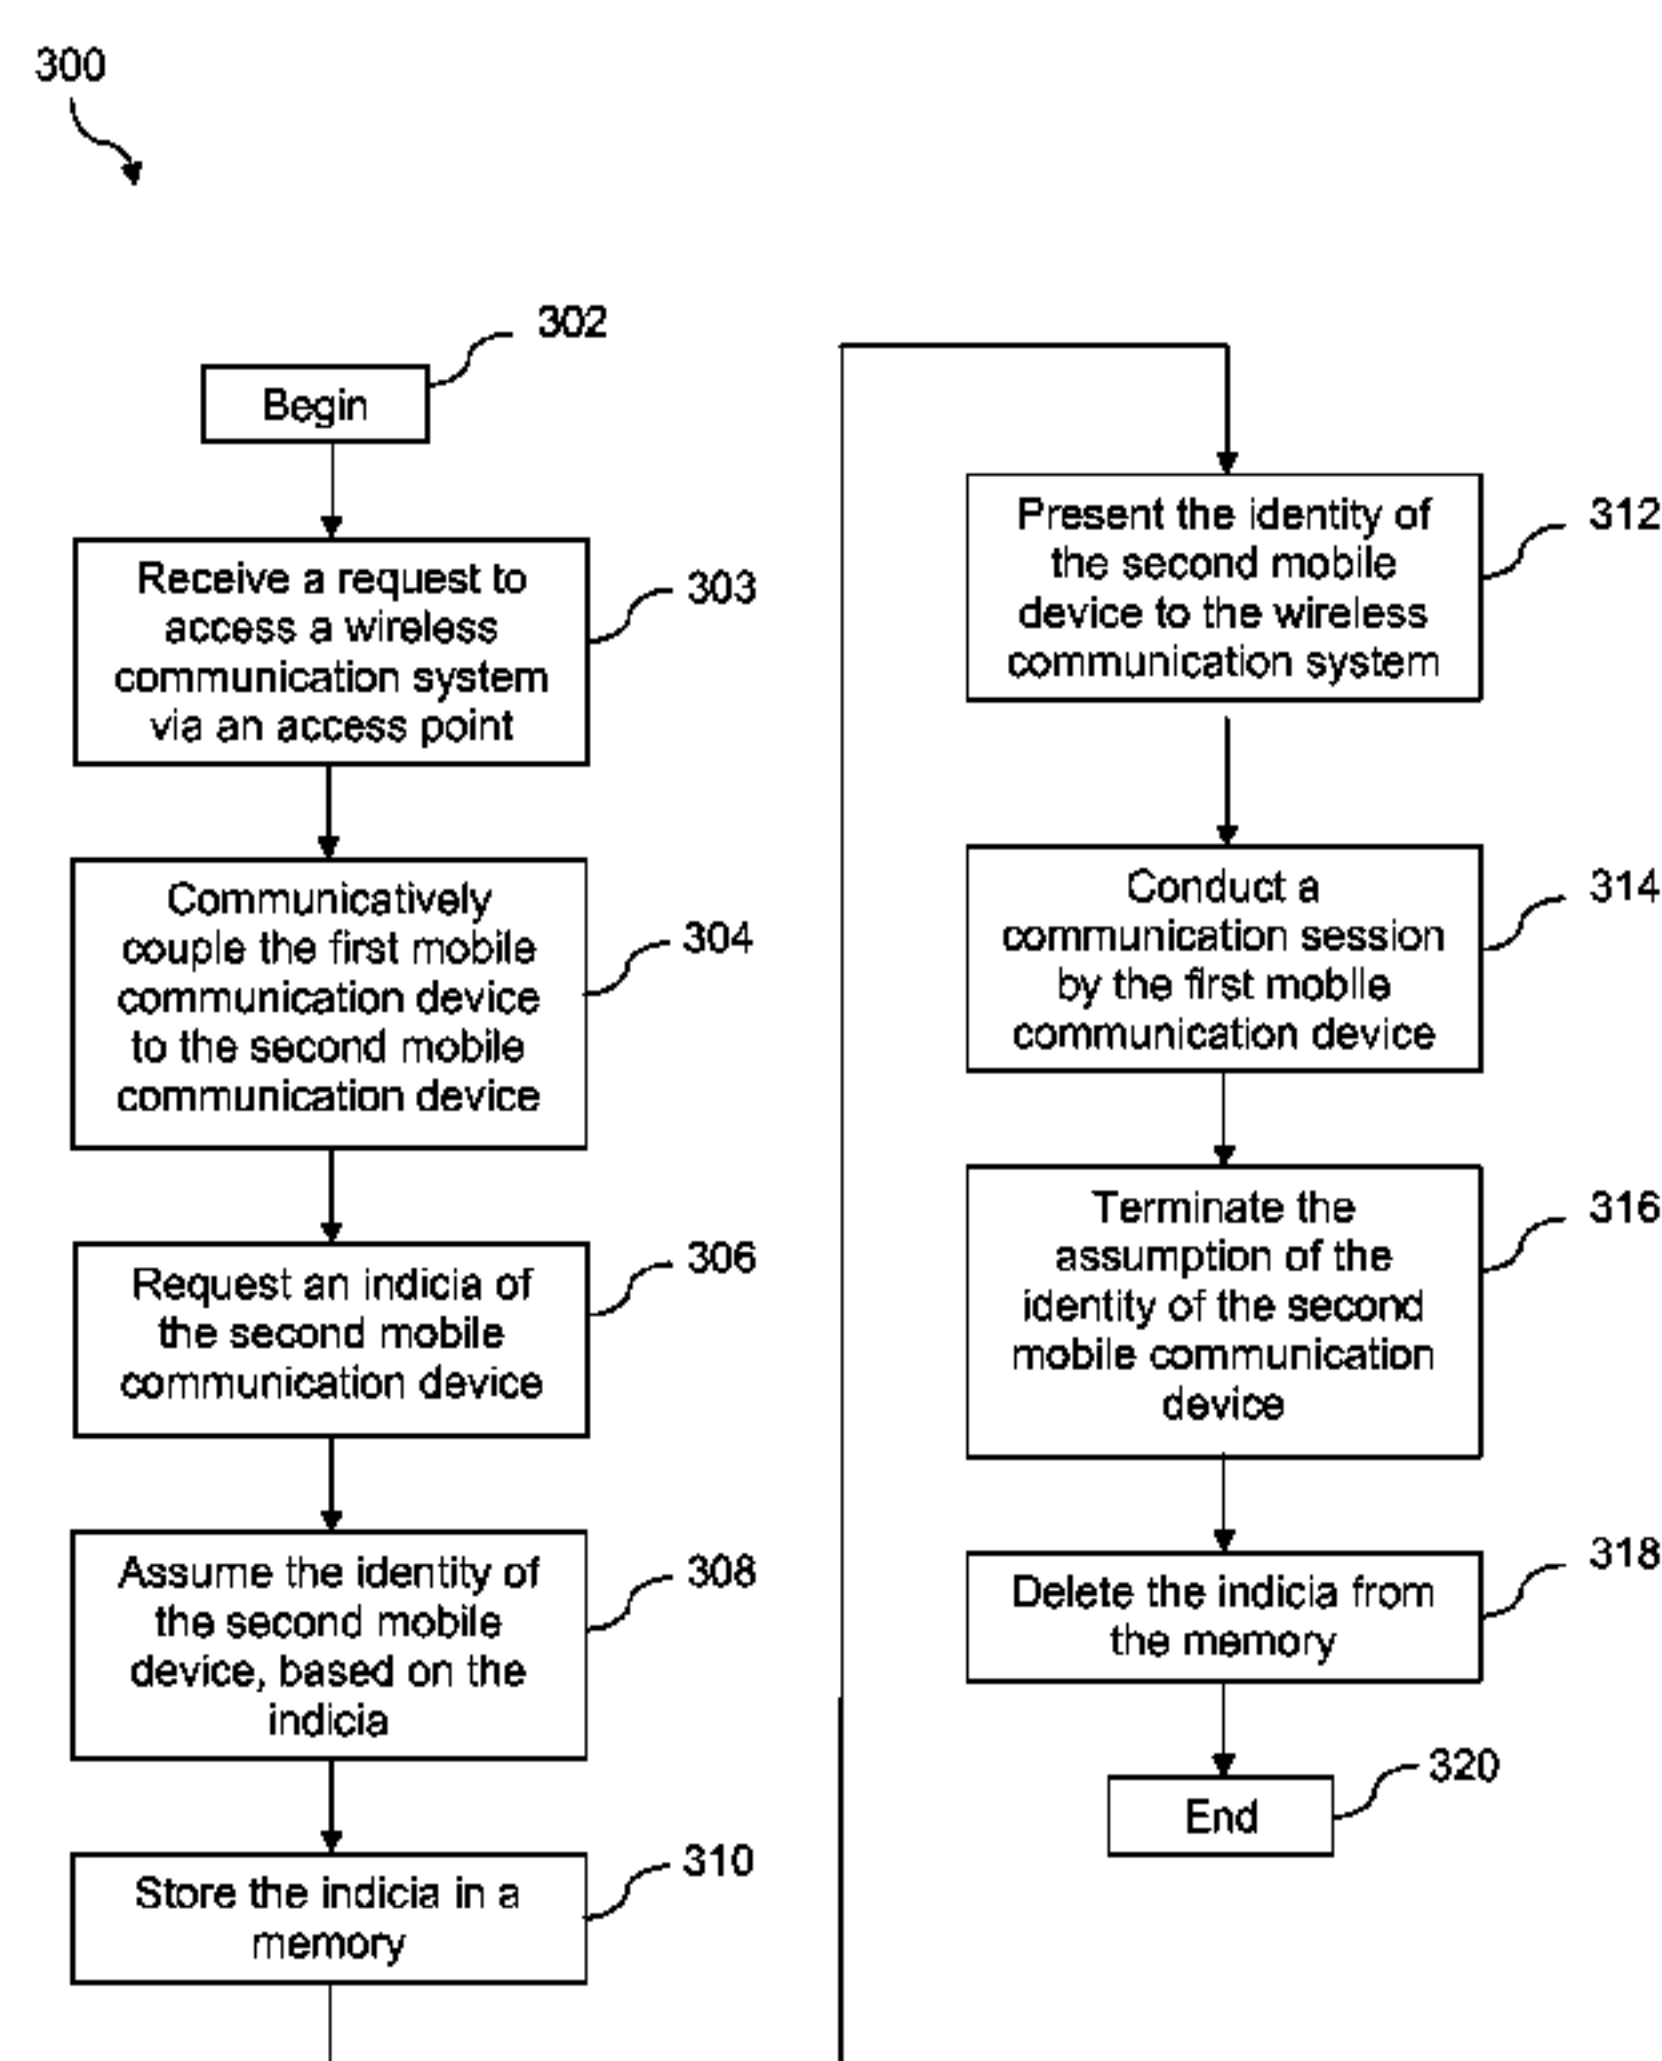 300
302
Begin
303
Receive a request to
access a wireless
communication system
via an access point
304
Communicatively
couple the first mobile
communication device
to the second mobile
communication device
306
Request an indicia of
the second mobile
communication device
308
Assume the identity of
the second mobile
device, based on the
indicia
310
Store the indicia in a
memory
312
Present the identity of
the second mobile
device to the wireless
communication system
314
Conduct a
communication session
by the first mobile
communication device
316
Terminate the
assumption of the
identity of the second
mobile communication
device
318
Delete the indicia from
the memory
320
End